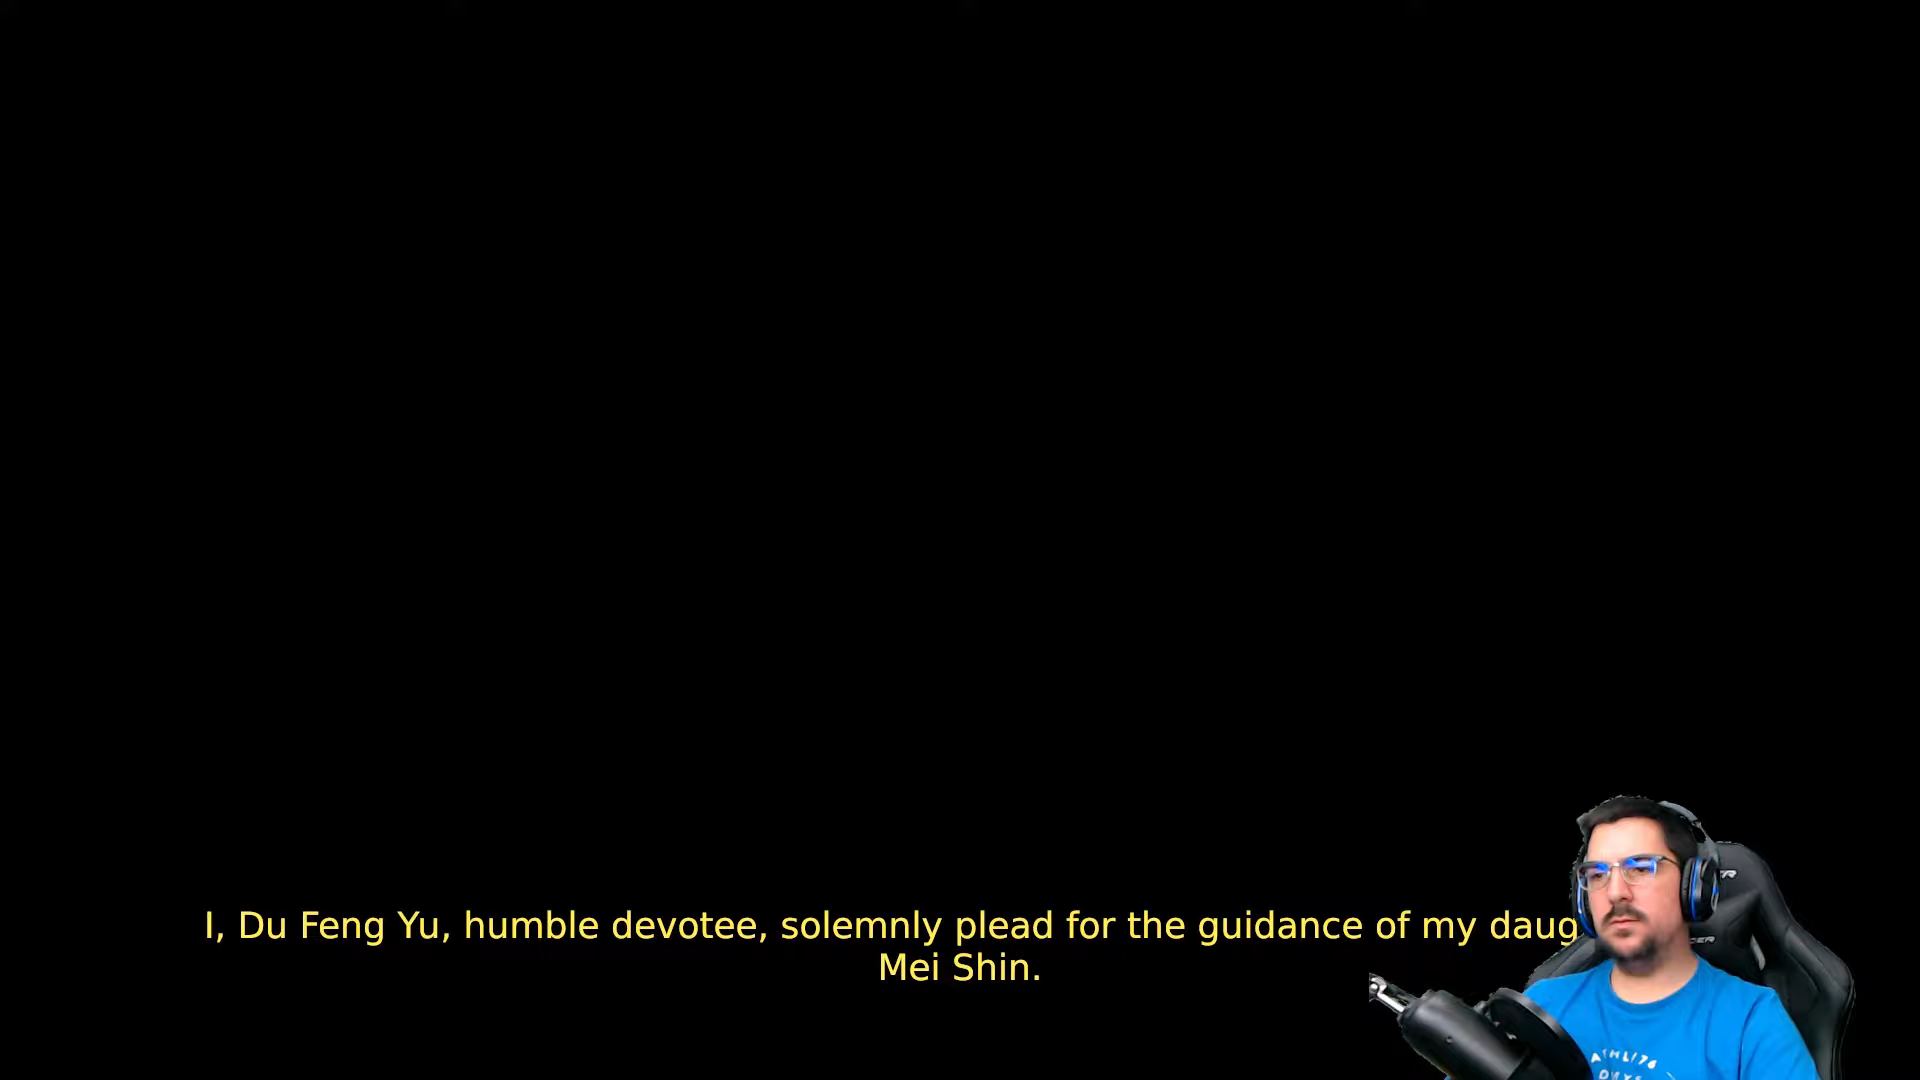 I, Du Feng Yu, humble devotee, solemnly plead for the guidance of my daug
Mei Shin.